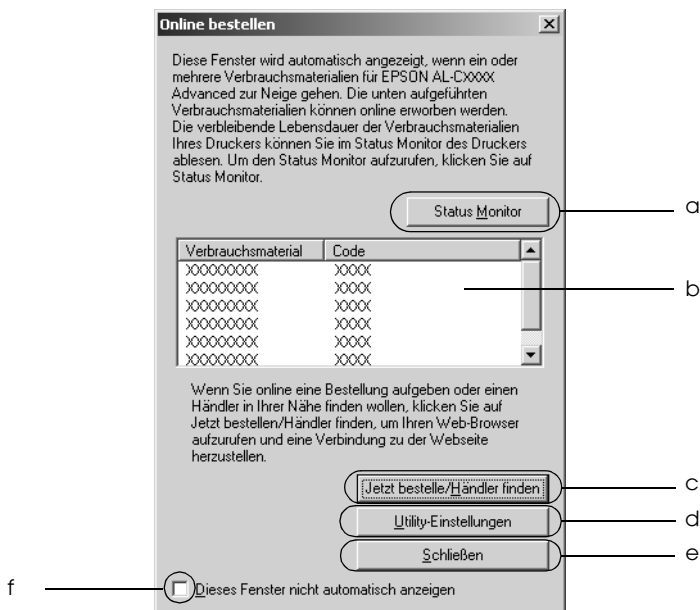 Online bestellen
Diese Fenster wird automatisch angezeigt, wenn ein oder
mehrere Verbrauchsmaterialien für EPSON AL-CXXXX
Advanced zur Neige gehen. Die unten aufgeführten
Verbrauchsmaterialien können online erworben werden.
Die verbleibende Lebensdauer der Verbrauchsmaterialien
Ihres Druckers können Sie im Status Monitor des Druckers
ablesen. Um den Status Monitor aufzurufen, klicken Sie auf
Status Monitor.
Status Monitor
a
Verbrauchsmaterial Code
XXXXXXXX XXXX
XXXXXXXX XXXX
b
XXXXXXXX XXXX
XXXXXXXX XXXX
XXXXXXXX XXXX
XXXXXXXX XXXX
Wenn Sie online eine Bestellung aufgeben oder einen
Händler in Ihrer Nähe finden wollen, klicken Sie auf
Jetzt bestellen/Händler finden, um Ihren Web-Browser
aufzurufen und eine Verbindung zu der Webseite
herzustellen.
Jetzt bestelle/Händler finden
c
Utility-Einstellungen
d
Schließen
e
f
Dieses Fenster nicht automatisch anzeigen